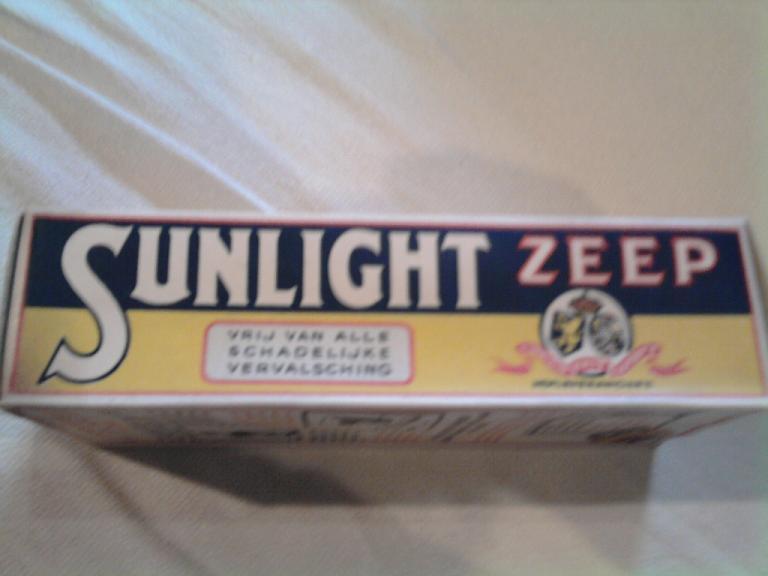 SUNLIGHT ZEEP
VRIJ VAN ALLE
SCHADELIJKE
VERVALSCHING